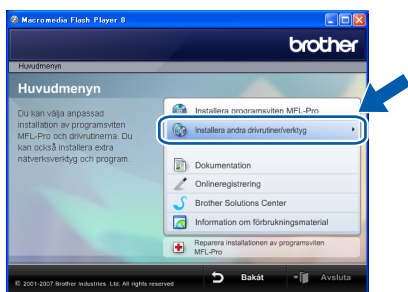 Macromedia Flash Player 8
brother
Huvudmenyn
Huvudmenyn
Du kan välja anpassad
installation av programsviten
MFL-Pro och drivrutinerna. Du
kan också installera extra
nätverksverktyg och program.
Installera programsviten MFL-Pro
Installera andra drivrutiner/verktyg
Dokumentation
Onlineregistrering
Brother Solutions Center
Information om förbrukningsmaterial
Reparera installationen av programsviten
MFL-Pro
© 2001-2007 Brother Industries Ltd. All rights reserved
Bakåt
Avsluta